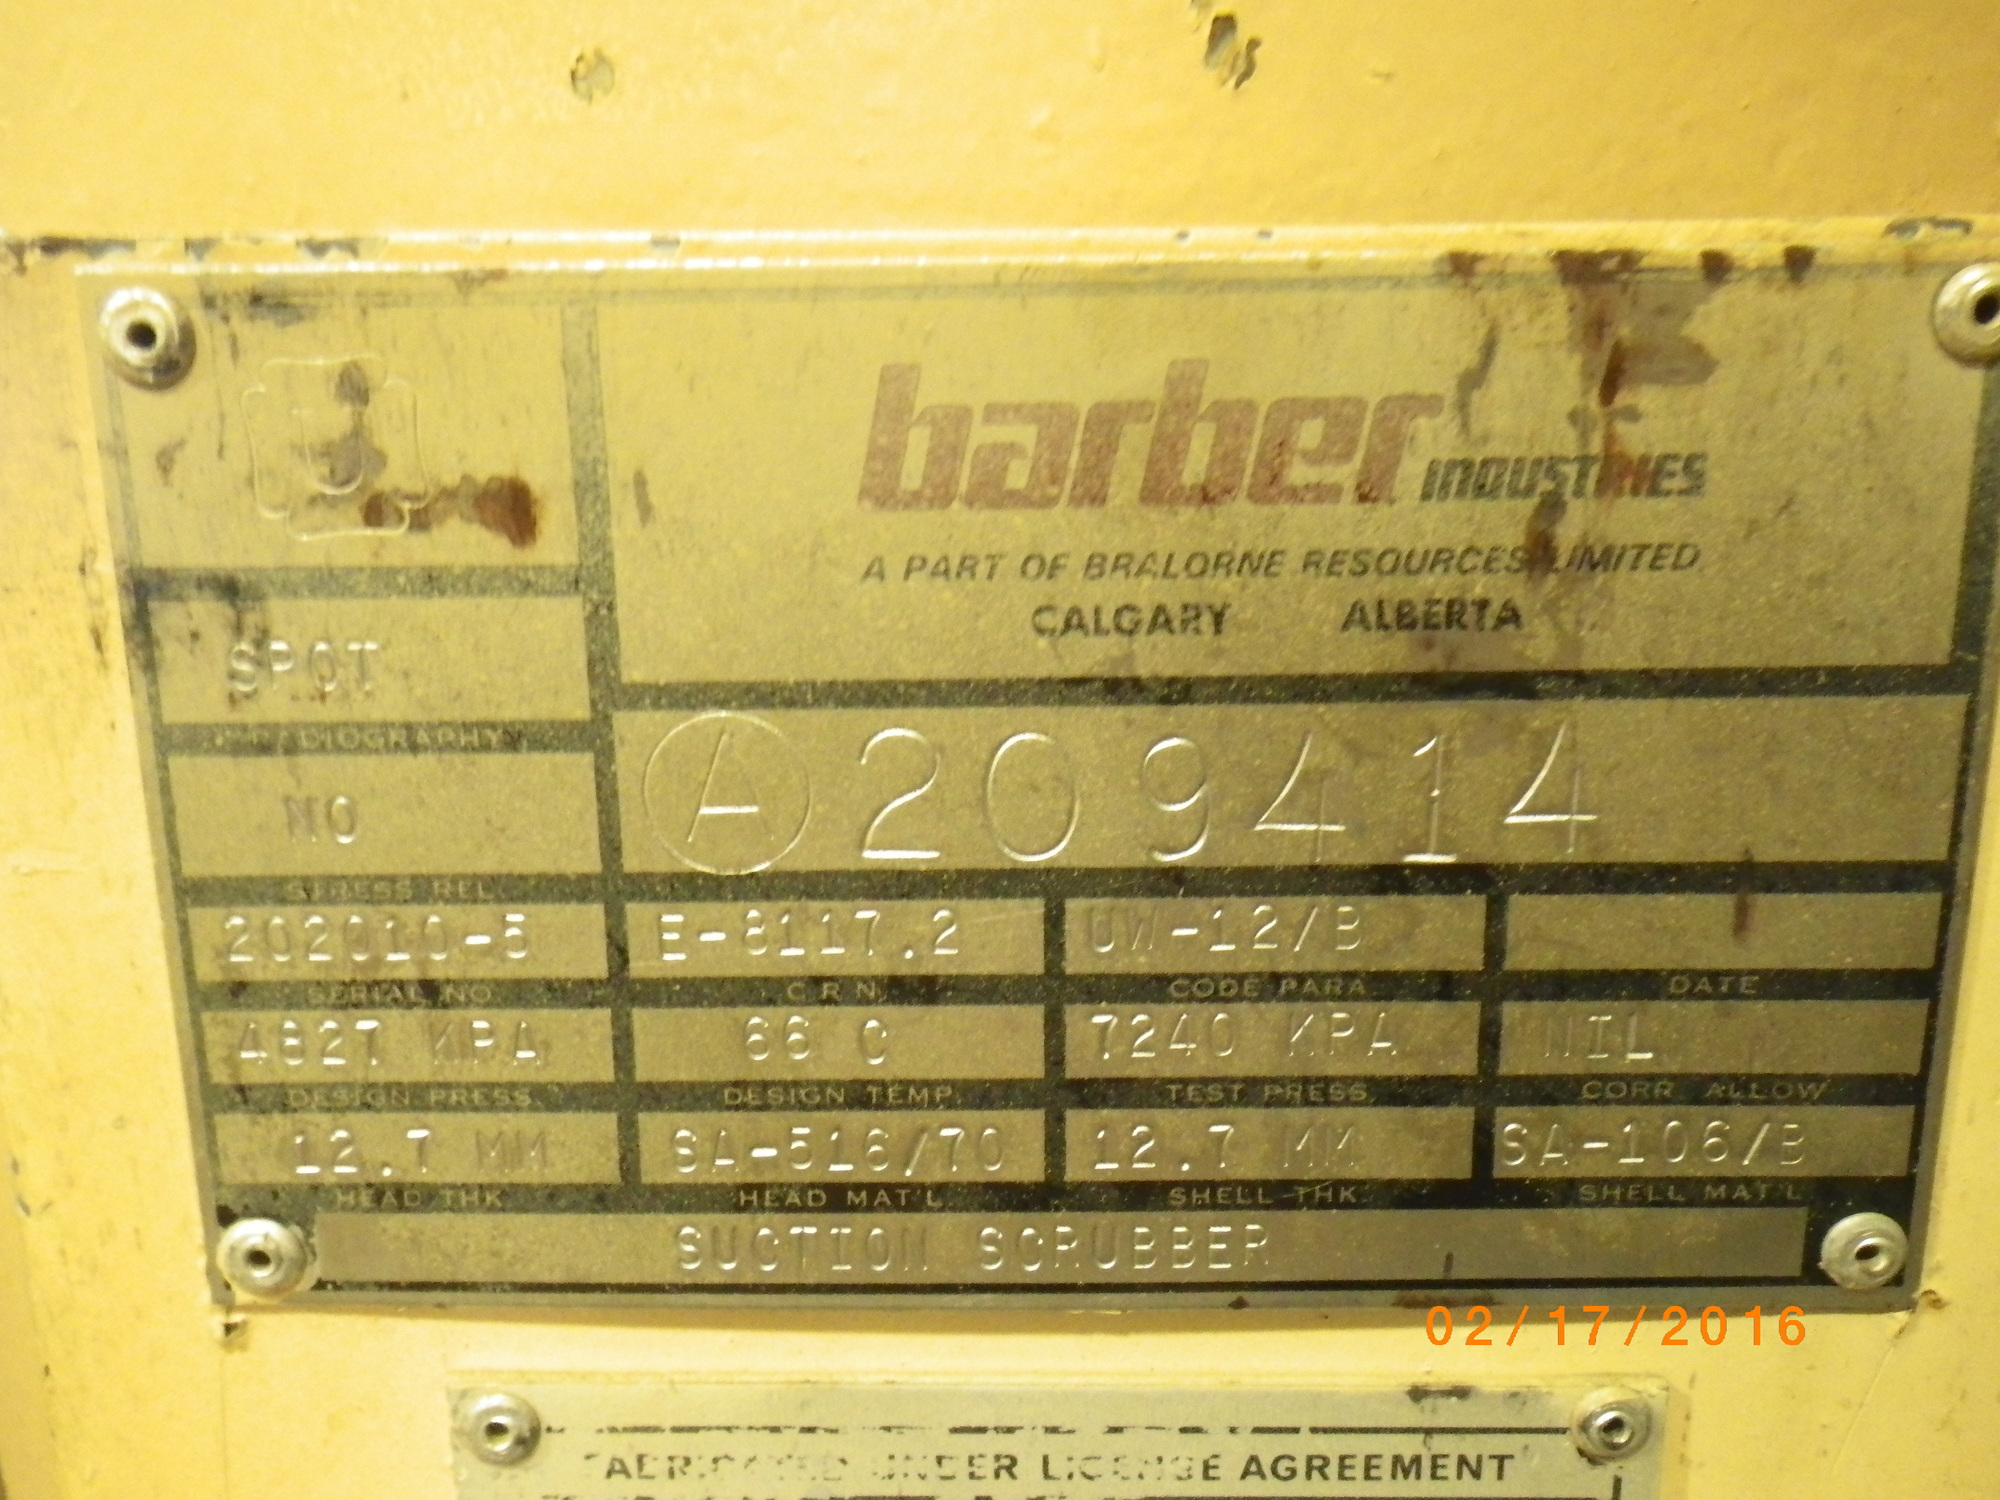 U
barber INDUSTRIES
A PART OF BRALORNE RESOURCES LIMITED
CALGARY ALBERTA
SPOT
RADIOGRAPHY
NO
STRESS REL.
A 209414
202010-5 E-8117.2 UW-12/B
SERIAL NO C R N CODE PARA. DATE
4827 KPA 66 C 7240 KPA NIL
DESIGN PRESS. DESIGN TEMP. TEST PRESS. CORR ALLOW
12.7 MM SA-516/70 12.7 MM SA-106/B
HEAD THK. HEAD MAT'L SHELL THK. SHELL MAT'L
SUCTION SCRUBBER
02/17/2016
FABRICATED UNDER LICENSE AGREEMENT